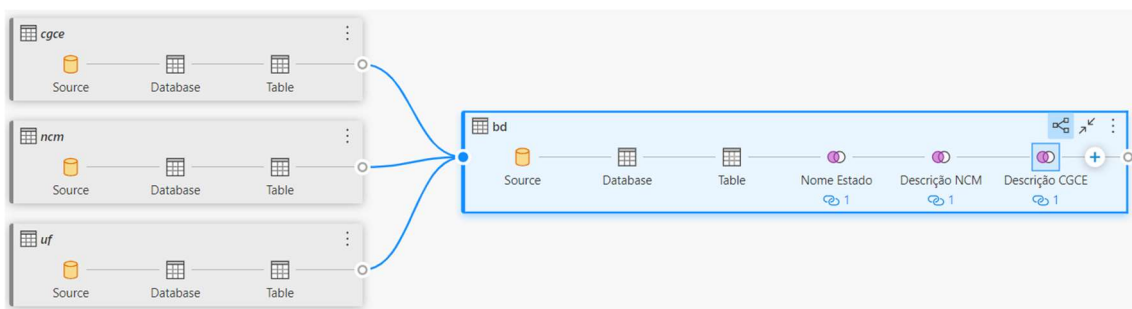 cgce
Source Database Table
ncm
Source Database Table
uf
Source Database Table
bd
Source Database Table Nome Estado Descrição NCM Descrição CGCE
1 1 1